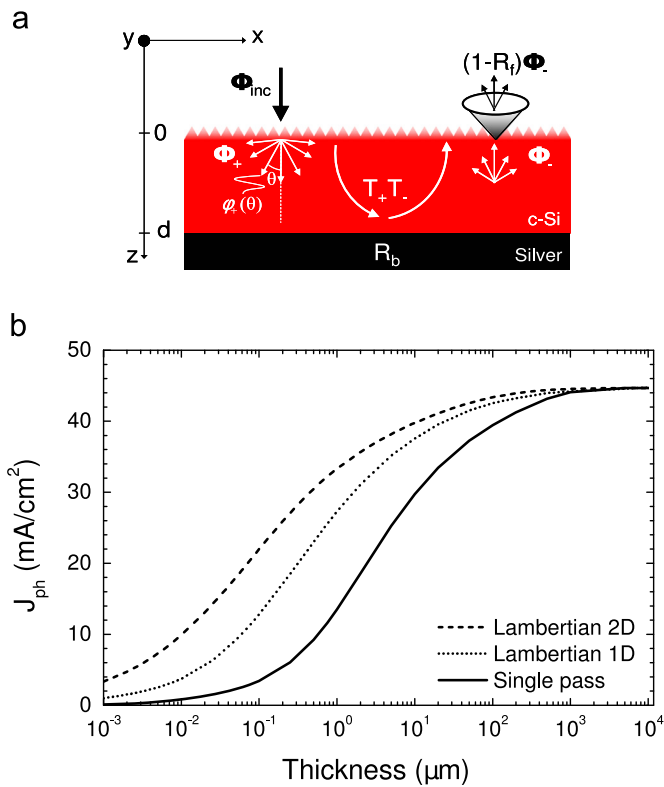 a
y x
Φinc
(1-Rf)Φ-
0
Φ+ θ Φ-
φ+(θ) T+T-
c-Si
d
z Rb Silver
b
50
40
30
20
10
0
Jph (mA/cm²)
Lambertian 2D
Lambertian 1D
Single pass
10⁻³ 10⁻² 10⁻¹ 10⁰ 10¹ 10² 10³ 10⁴
Thickness (µm)